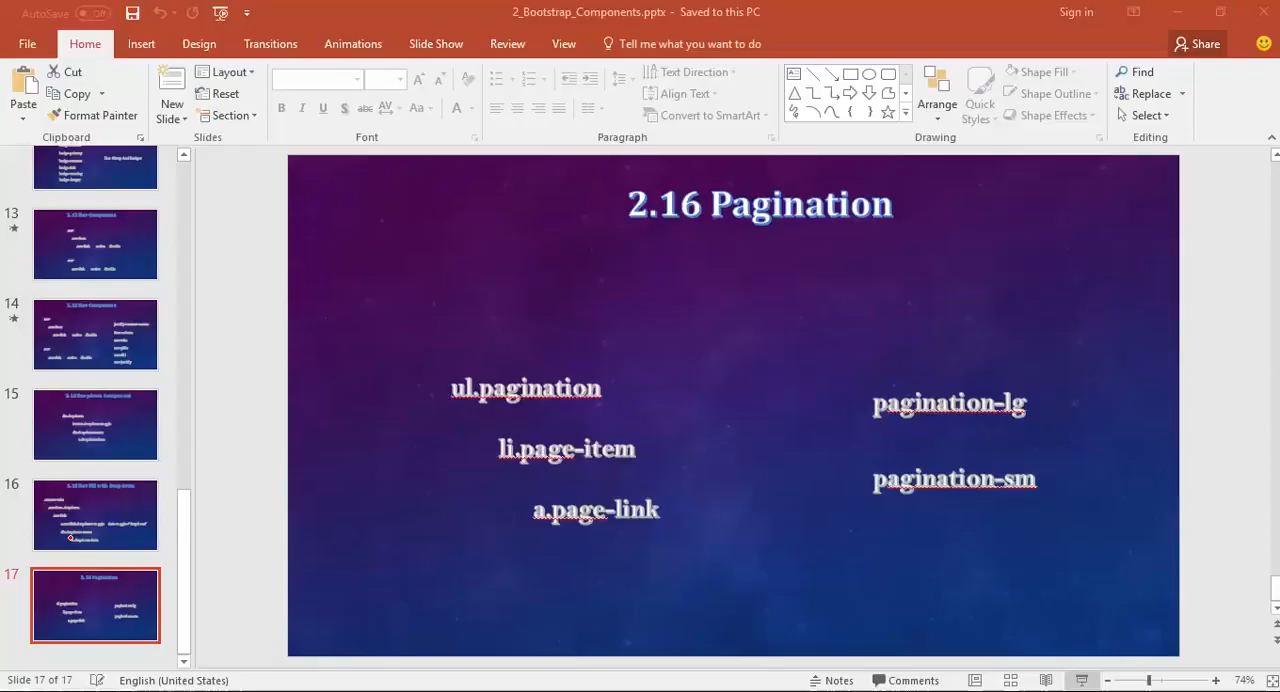 AutoSave Off
2_Bootstrap_Components.pptx - Saved to this PC
Sign in
File Home Insert Design Transitions Animations Slide Show Review View Tell me what you want to do Share
Paste
Cut
Copy
Format Painter
Clipboard
New
Slide
Layout
Reset
Section
Slides
B I U S abc AV Aa A
Font
Text Direction
Align Text
Convert to SmartArt
Paragraph
Arrange
Quick
Styles
Shape Fill
Shape Outline
Shape Effects
Drawing
Find
Replace
Select
Editing
13
14
15
16
17
2.16 Pagination
ul.pagination
li.page-item
a.page-link
pagination-lg
pagination-sm
Slide 17 of 17
English (United States)
Notes
Comments
74%